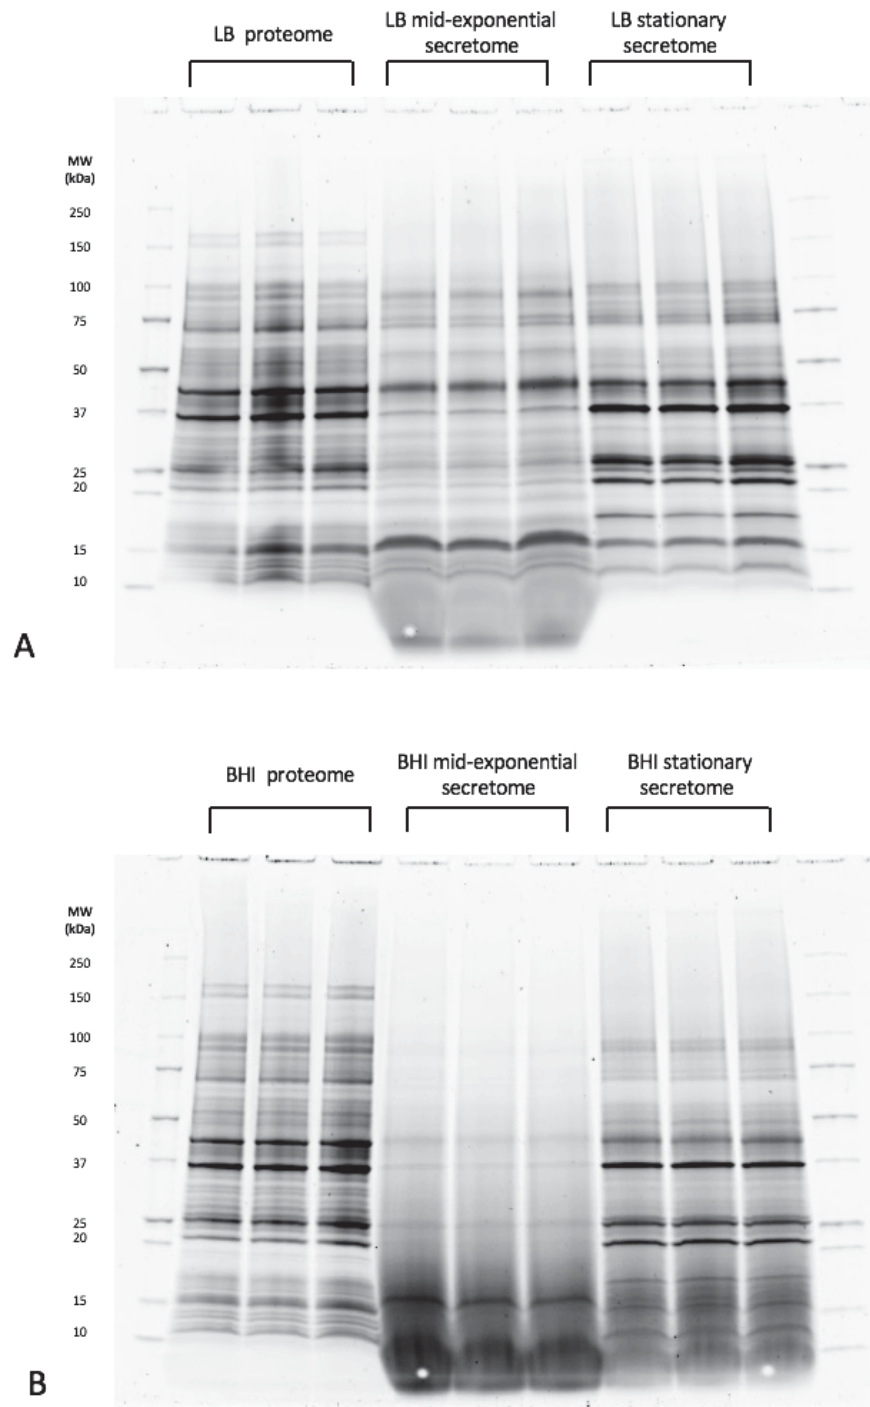 LB proteome
LB mid-exponential
secretome
LB stationary
secretome
MW
(kDa)
250
150
100
75
50
37
25
20
15
10
A
BHI proteome
BHI mid-exponential
secretome
BHI stationary
secretome
MW
(kDa)
250
150
100
75
50
37
25
20
15
10
B